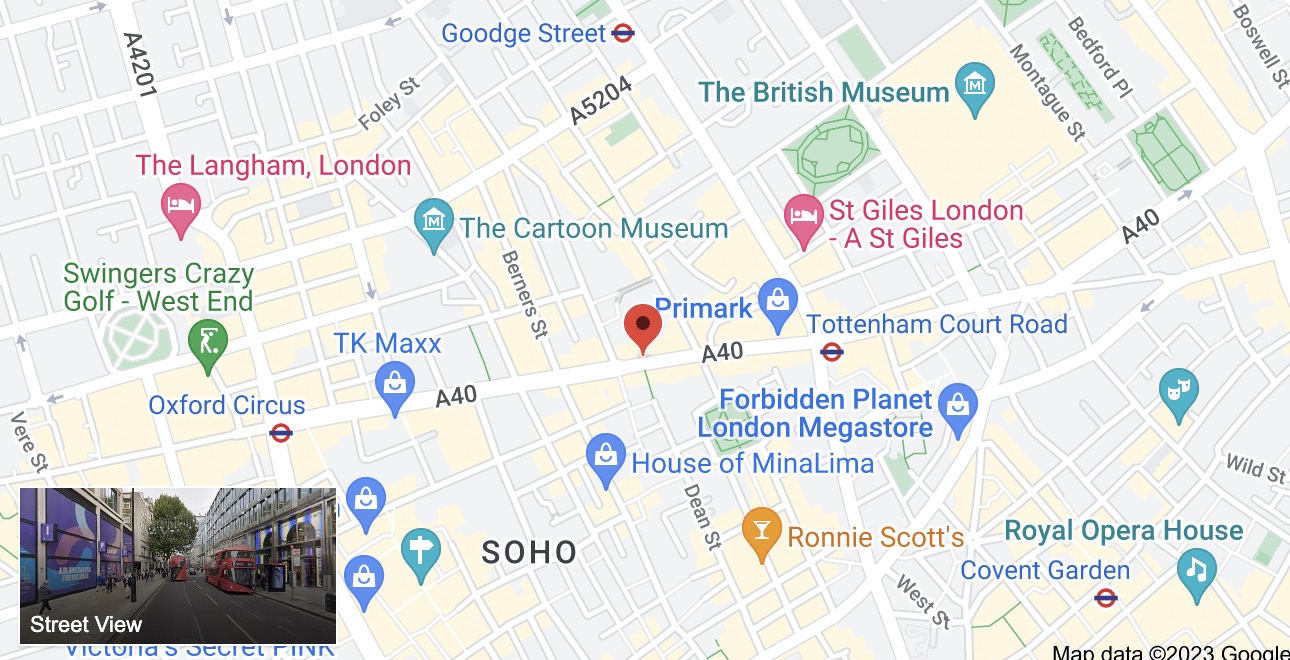 Goodge Street
A4201
Foley St
A5204
Bedford Pl
Boswell St
Montague St
The British Museum
The Langham, London
The Cartoon Museum
St Giles London
- A St Giles
A40
Swingers Crazy
Golf - West End
Berners St
Primark
Tottenham Court Road
TK Maxx
A40
A40
Oxford Circus
Forbidden Planet
London Megastore
Vere St
House of MinaLima
Wild St
Dean St
SOHO
Ronnie Scott's
Royal Opera House
Covent Garden
West St
Street View
Victoria's Secret PINK
Map data ©2023 Google